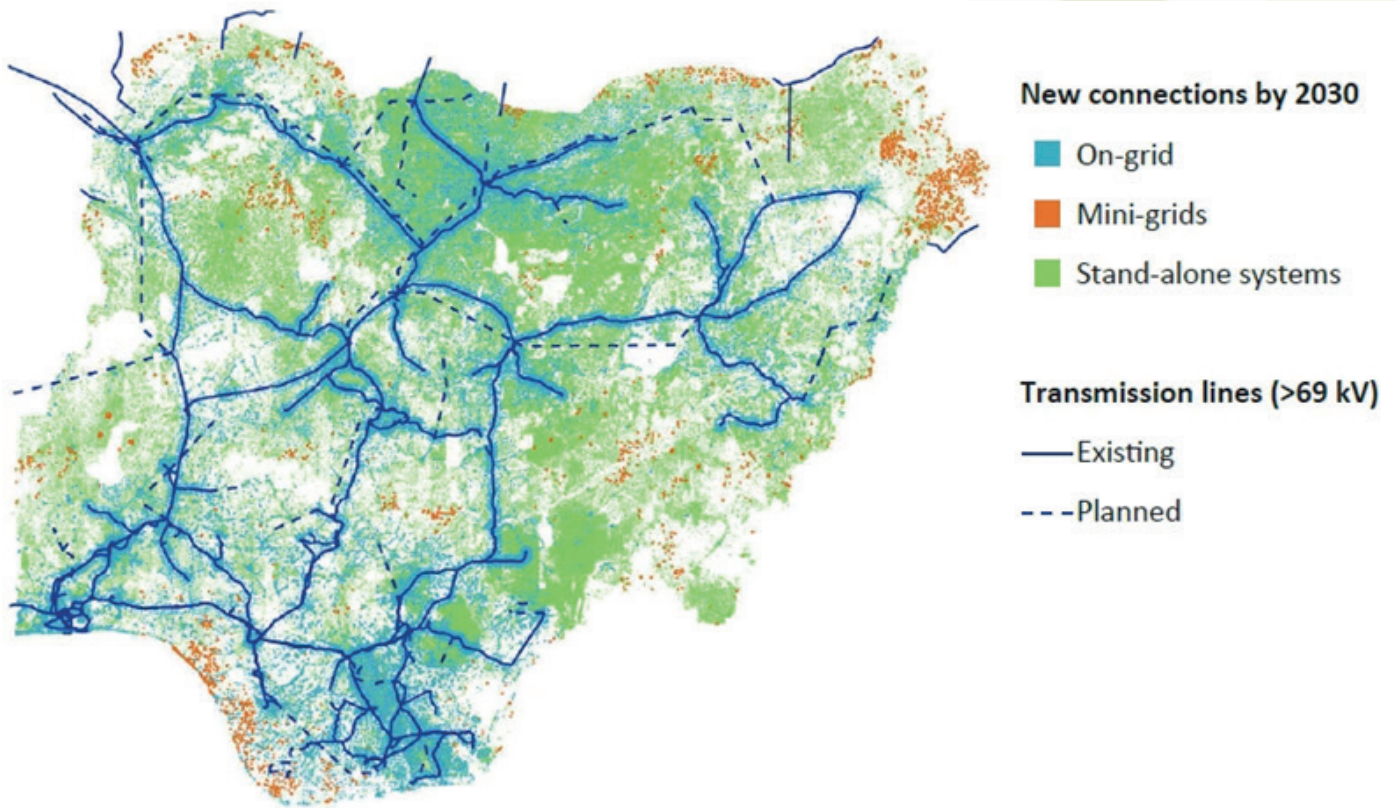 New connections by 2030
On-grid
Mini-grids
Stand-alone systems
Transmission lines (>69 kV)
Existing
Planned